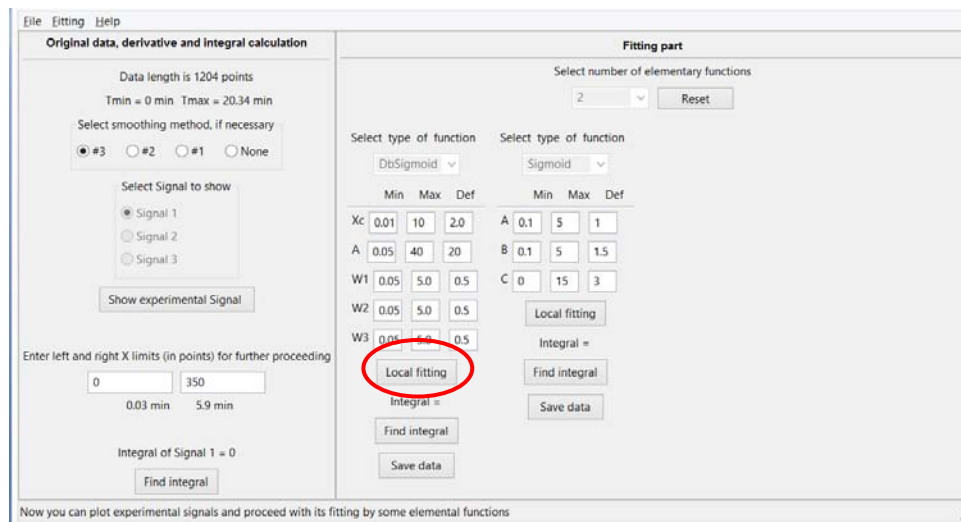 File Fitting Help
Original data, derivative and integral calculation
Data length is 1204 points
Tmin = 0 min Tmax = 20.34 min
Select smoothing method, if necessary
#3 #2 #1 None
Select Signal to show
Signal 1
Signal 2
Signal 3
Show experimental Signal
Enter left and right X limits (in points) for further proceeding
0 350
0.03 min 5.9 min
Integral of Signal 1 = 0
Find integral
Fitting part
Select number of elementary functions
2 Reset
Select type of function
DbSigmoid
Min Max Def
Xc 0.01 10 2.0
A 0.05 40 20
W1 0.05 5.0 0.5
W2 0.05 5.0 0.5
W3 0.05 5.0 0.5
Local fitting
Integral =
Find integral
Save data
Select type of function
Sigmoid
Min Max Def
A 0.1 5 1
B 0.1 5 1.5
C 0 15 3
Local fitting
Integral =
Find integral
Save data
Now you can plot experimental signals and proceed with its fitting by some elemental functions